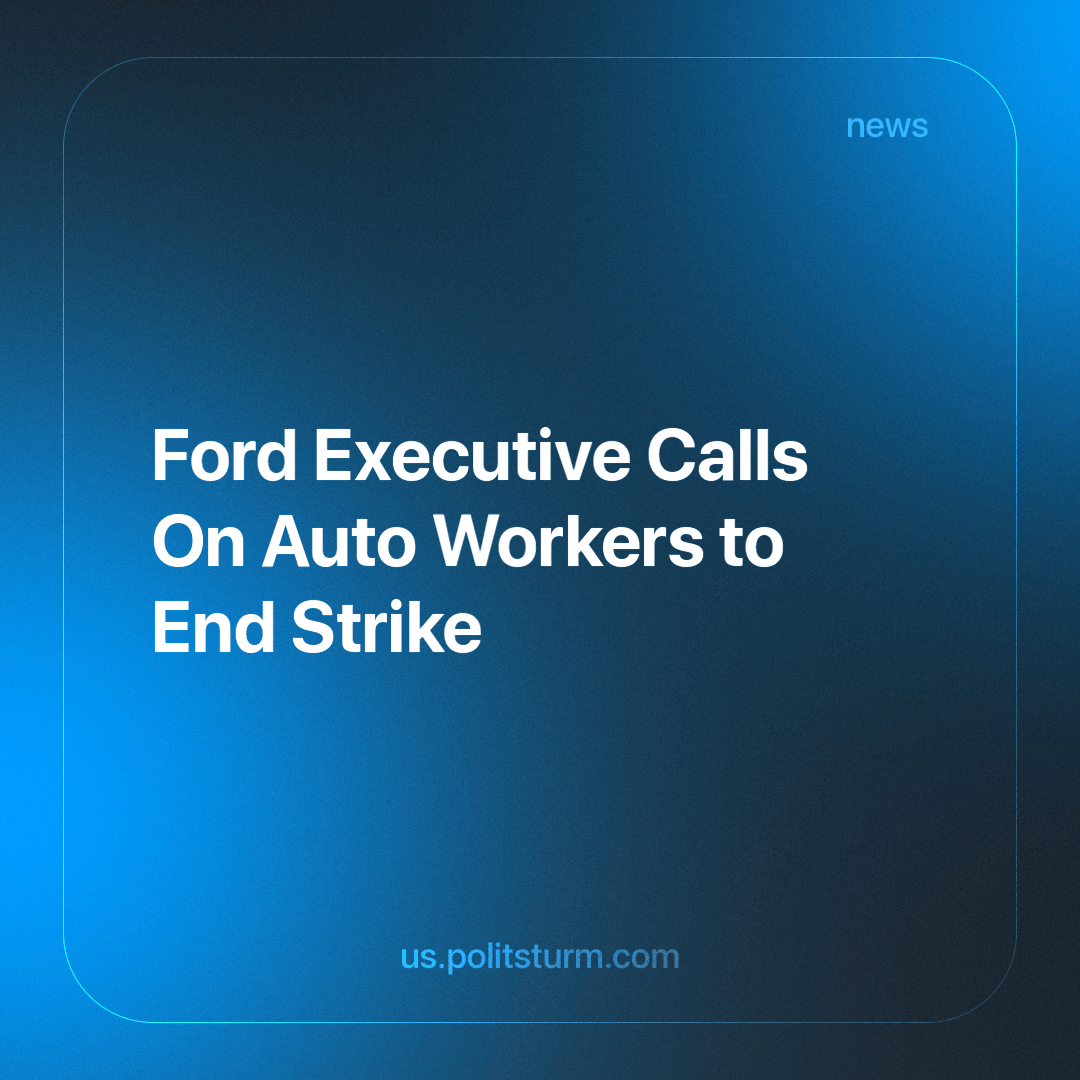 news
Ford Executive Calls
On Auto Workers to
End Strike
us.politsturm.com